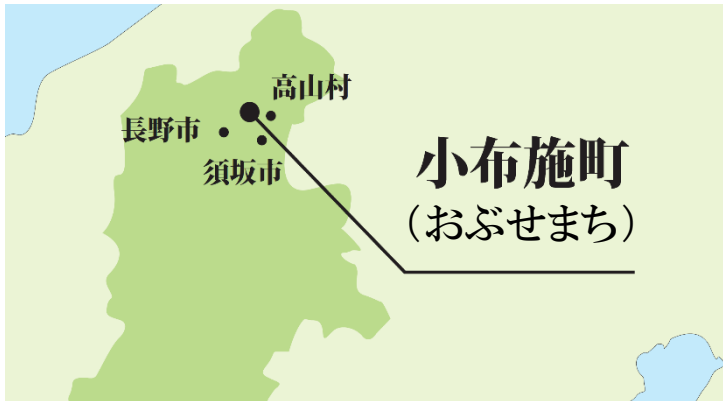 高山村
長野市
須坂市
小布施町
（おぶせまち）